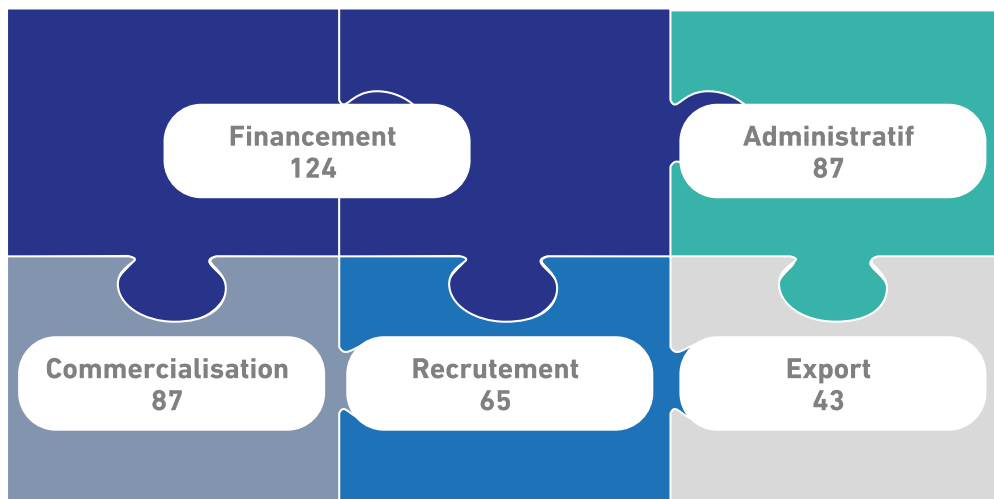 Financement
124
Administratif
87
Commercialisation
87
Recrutement
65
Export
43